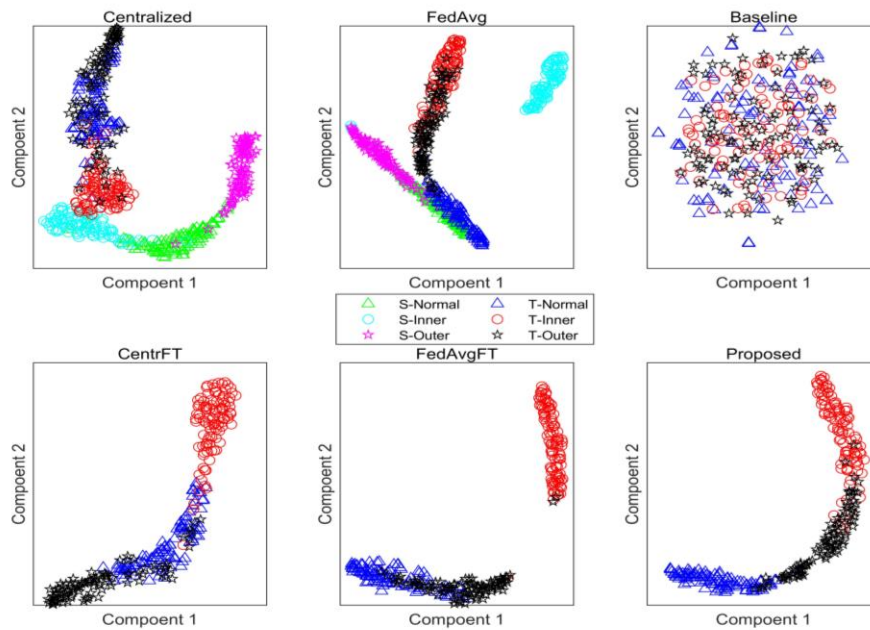 Centralized
FedAvg
Baseline
Compoent 2
Compoent 2
Compoent 2
Compoent 1
Compoent 1
Compoent 1
S-Normal
T-Normal
S-Inner
T-Inner
S-Outer
T-Outer
CentrFT
FedAvgFT
Proposed
Compoent 2
Compoent 2
Compoent 2
Compoent 1
Compoent 1
Compoent 1